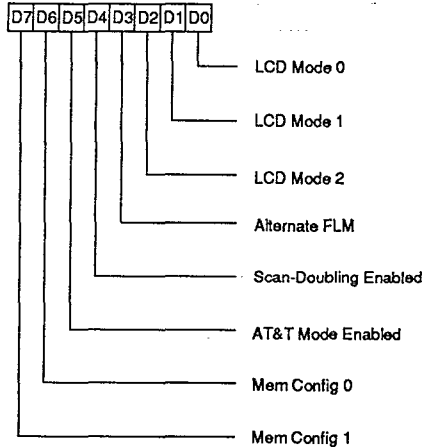 D7 D6 D5 D4 D3 D2 D1 D0
LCD Mode 0
LCD Mode 1
LCD Mode 2
Alternate FLM
Scan-Doubling Enabled
AT&T Mode Enabled
Mem Config 0
Mem Config 1